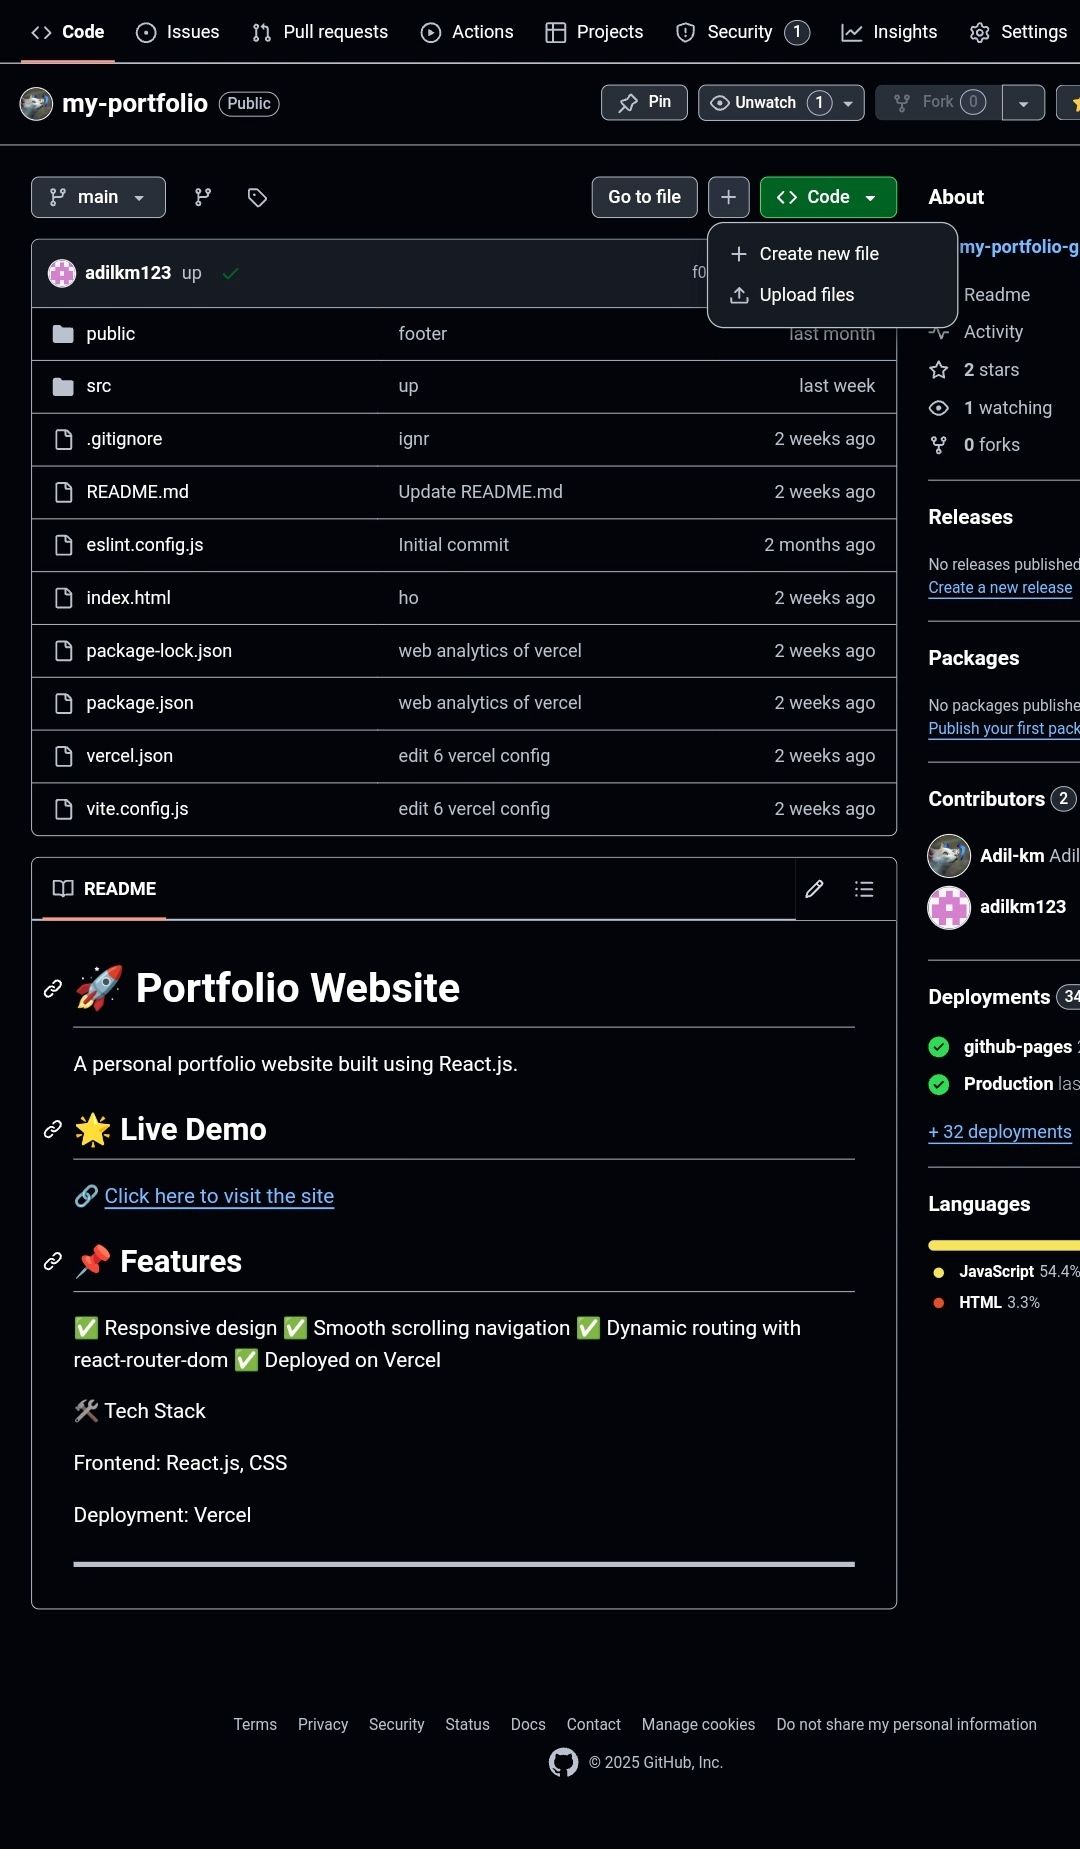 Code Issues Pull requests Actions Projects Security 1 Insights Settings
my-portfolio Public Pin Unwatch 1 Fork 0
main Go to file + Code
Create new file
Upload files
adilkm123 up f0
public footer last month
src up last week
.gitignore ignr 2 weeks ago
README.md Update README.md 2 weeks ago
eslint.config.js Initial commit 2 months ago
index.html ho 2 weeks ago
package-lock.json web analytics of vercel 2 weeks ago
package.json web analytics of vercel 2 weeks ago
vercel.json edit 6 vercel config 2 weeks ago
vite.config.js edit 6 vercel config 2 weeks ago
README
🚀 Portfolio Website
A personal portfolio website built using React.js.
🌟 Live Demo
🔗 Click here to visit the site
📌 Features
✅ Responsive design ✅ Smooth scrolling navigation ✅ Dynamic routing with
react-router-dom ✅ Deployed on Vercel
🛠️ Tech Stack
Frontend: React.js, CSS
Deployment: Vercel
About
my-portfolio-g
Readme
Activity
2 stars
1 watching
0 forks
Releases
No releases published
Create a new release
Packages
No packages publishe
Publish your first pack
Contributors 2
Adil-km Adil
adilkm123
Deployments 34
github-pages 2
Production las
+ 32 deployments
Languages
JavaScript 54.4%
HTML 3.3%
Terms Privacy Security Status Docs Contact Manage cookies Do not share my personal information
© 2025 GitHub, Inc.